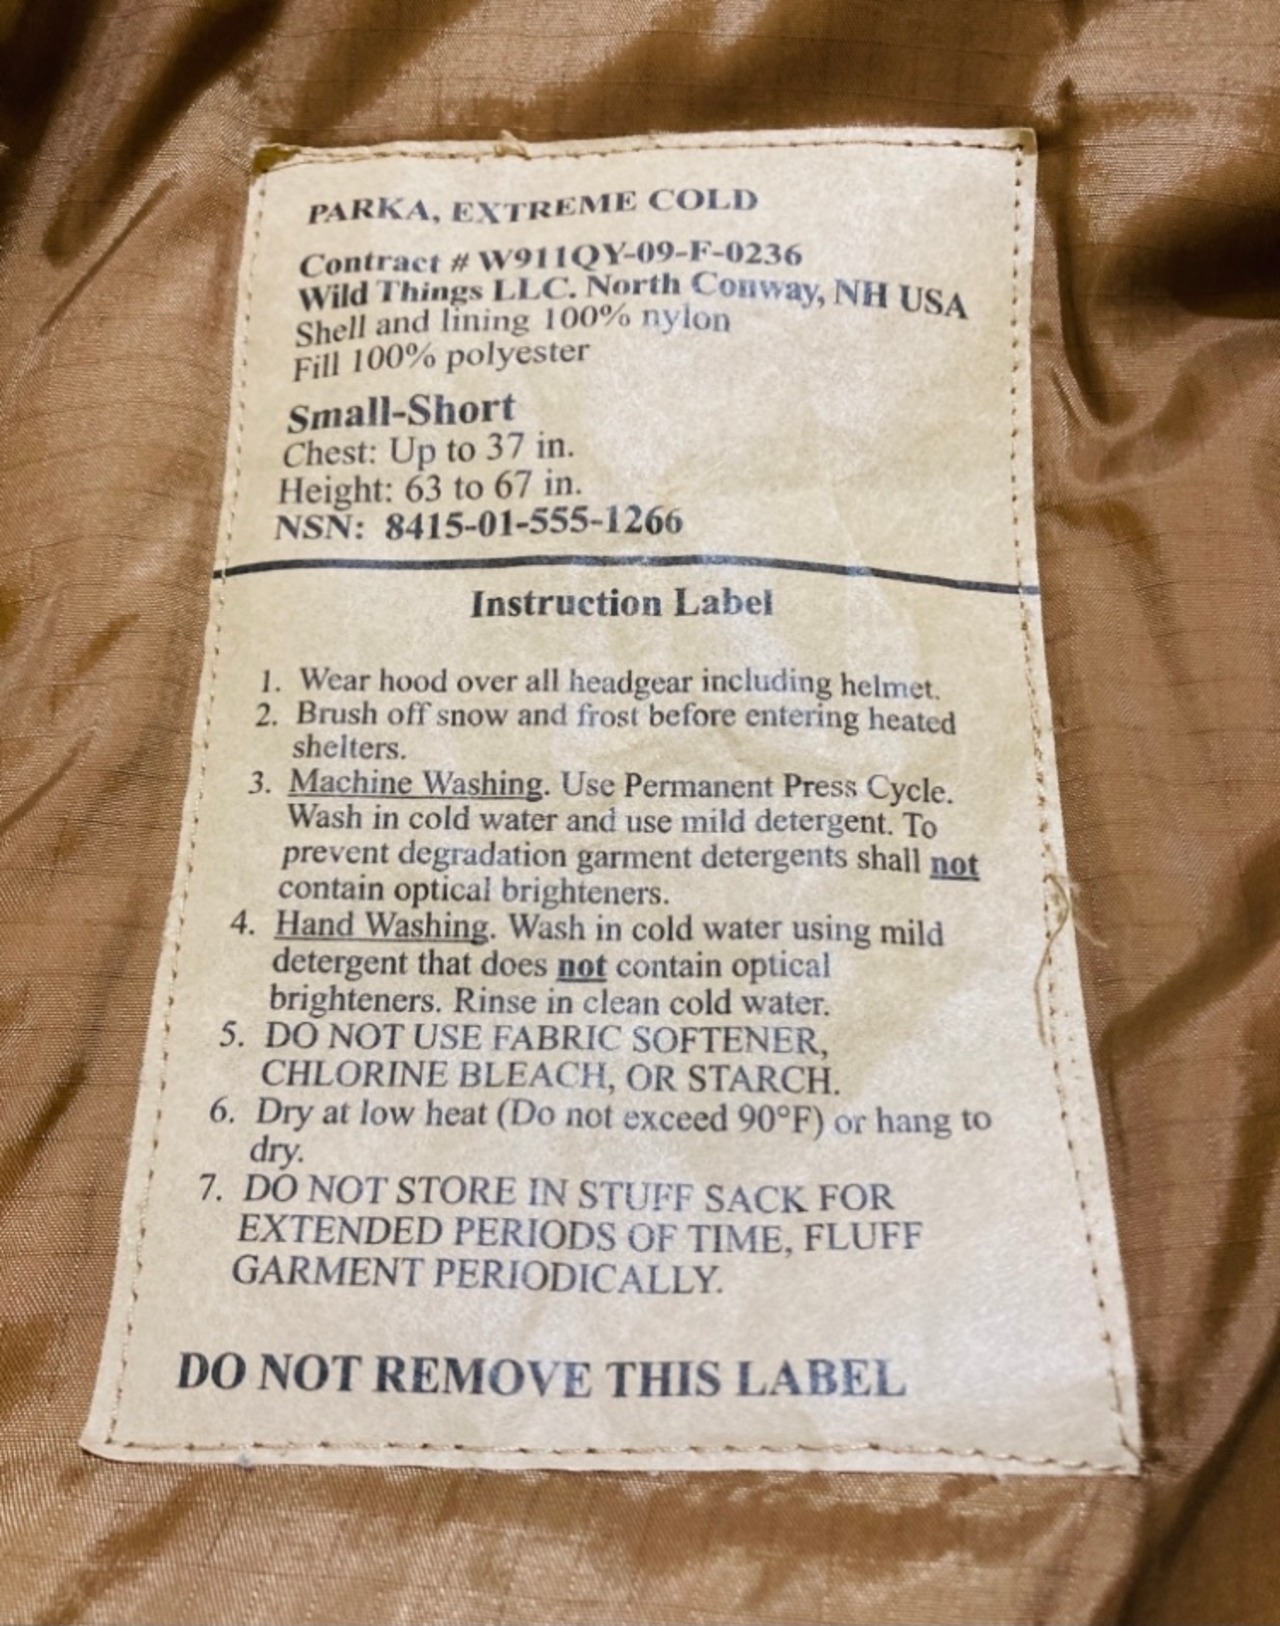 PARKA, EXTREME COLD
Contract # W911QY-09-F-0236
Wild Things LLC. North Conway, NH USA
Shell and lining 100% nylon
Fill 100% polyester
Small-Short
Chest: Up to 37 in.
Height: 63 to 67 in.
NSN: 8415-01-555-1266
Instruction Label
1. Wear hood over all headgear including helmet.
2. Brush off snow and frost before entering heated
shelters.
3. Machine Washing. Use Permanent Press Cycle.
Wash in cold water and use mild detergent. To
prevent degradation garment detergents shall not
contain optical brighteners.
4. Hand Washing. Wash in cold water using mild
detergent that does not contain optical
brighteners. Rinse in clean cold water.
5. DO NOT USE FABRIC SOFTENER,
CHLORINE BLEACH, OR STARCH.
6. Dry at low heat (Do not exceed 90°F) or hang to
dry.
7. DO NOT STORE IN STUFF SACK FOR
EXTENDED PERIODS OF TIME, FLUFF
GARMENT PERIODICALLY.
DO NOT REMOVE THIS LABEL